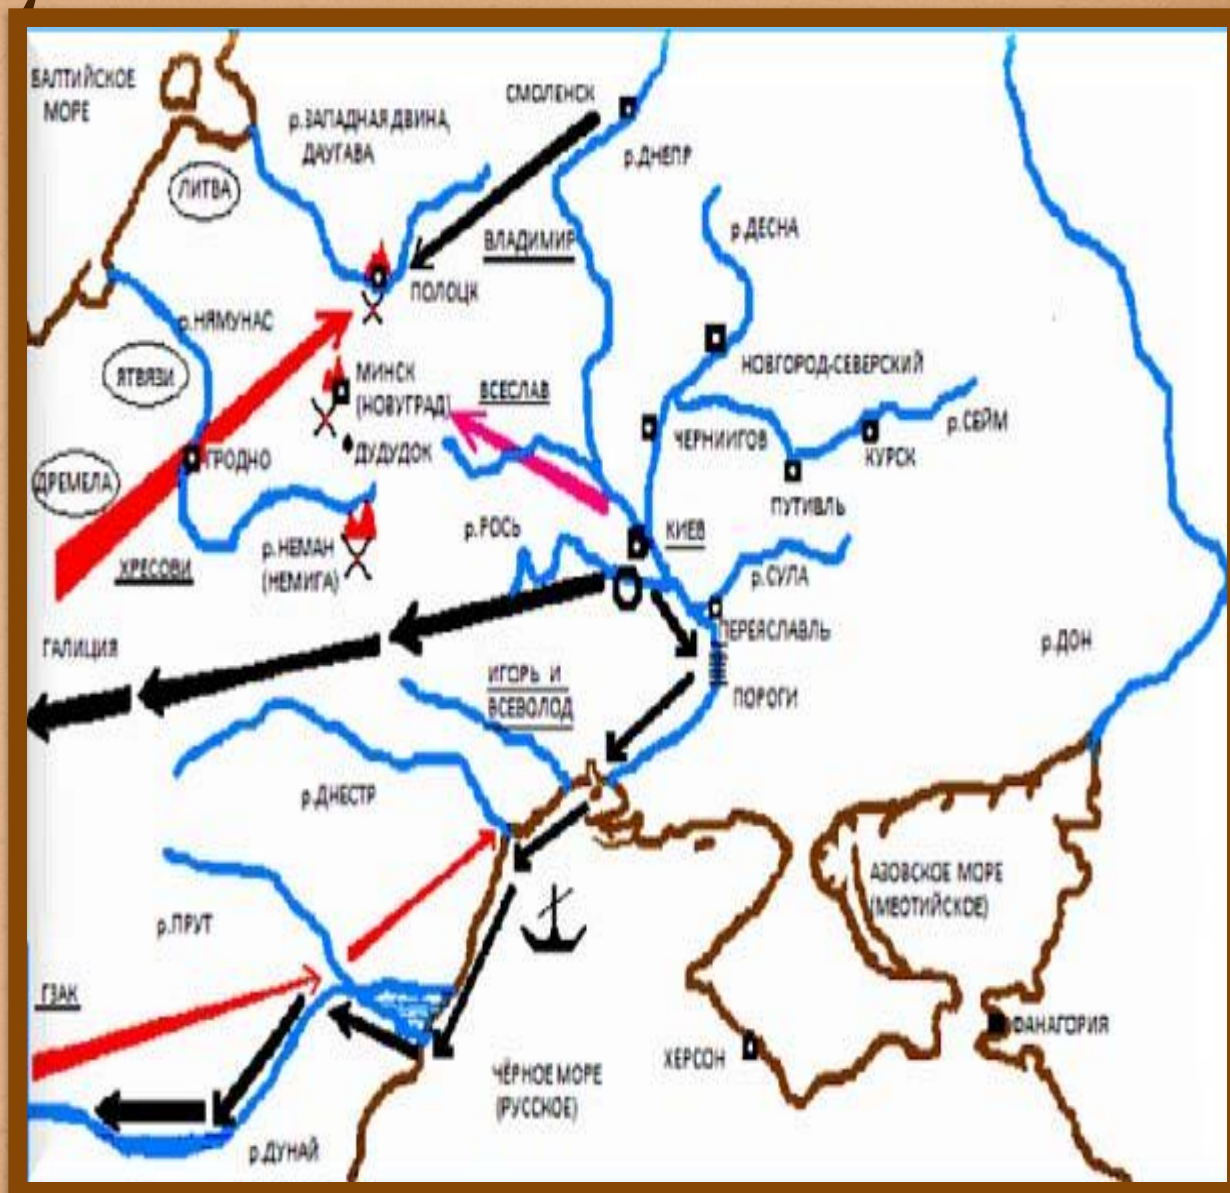 БАЛТИЙСКОЕ
МОРЕ
СМОЛЕНСК
р.ЗАПАДНАЯ ДВИНА,
ДАУГАВА
р.ДНЕПР
ЛИТВА
ВЛАДИМИР
р.ДЕСНА
ПОЛОЦК
р.НЯМУНАС
ЯТВЯЗИ
МИНСК
(НОВУГРАД)
ВСЕСЛАВ
НОВГОРОД-СЕВЕРСКИЙ
р.СЕЙМ
ЧЕРНИИГОВ
КУРСК
ДУДУДОК
ГРОДНО
ДРЕМЕЛА
ПУТИВЛЬ
р.РОСЬ
КИЕВ
р.НЕМАН
(НЕМИГА)
ХРЕСОВИ
р.СУЛА
ПЕРЕЯСЛАВЛЬ
ГАЛИЦИЯ
р.ДОН
ИГОРЬ И
ВСЕВОЛОД
ПОРОГИ
р.ДНЕСТР
АЗОВСКОЕ МОРЕ
(МЕОТИЙСКОЕ)
р.ПРУТ
ГЗАК
ФАНАГОРИЯ
ХЕРСОН
ЧЁРНОЕ МОРЕ
(РУССКОЕ)
р.ДУНАЙ